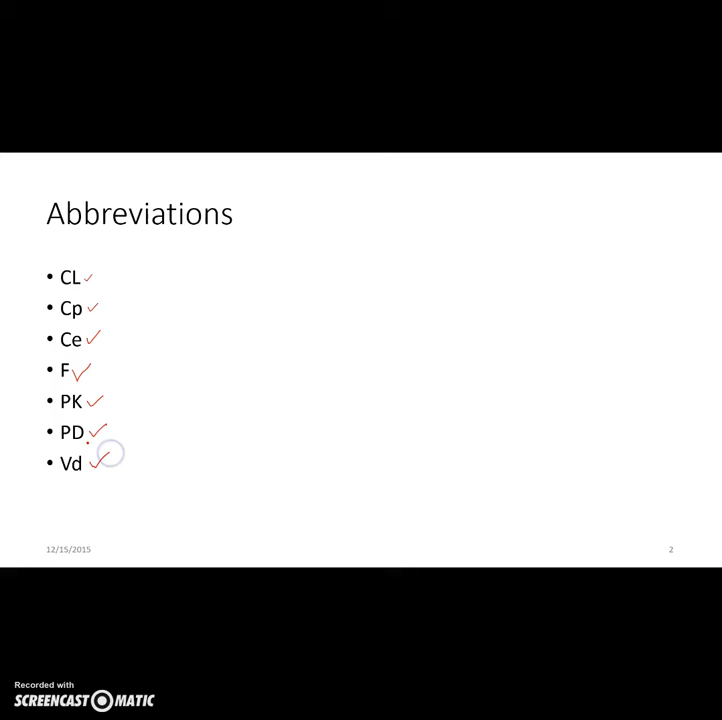 Abbreviations
• CL
• Cp
• Ce
• F
• PK
• PD
• Vd
12/15/2015
2
Recorded with
SCREENCAST MATIC